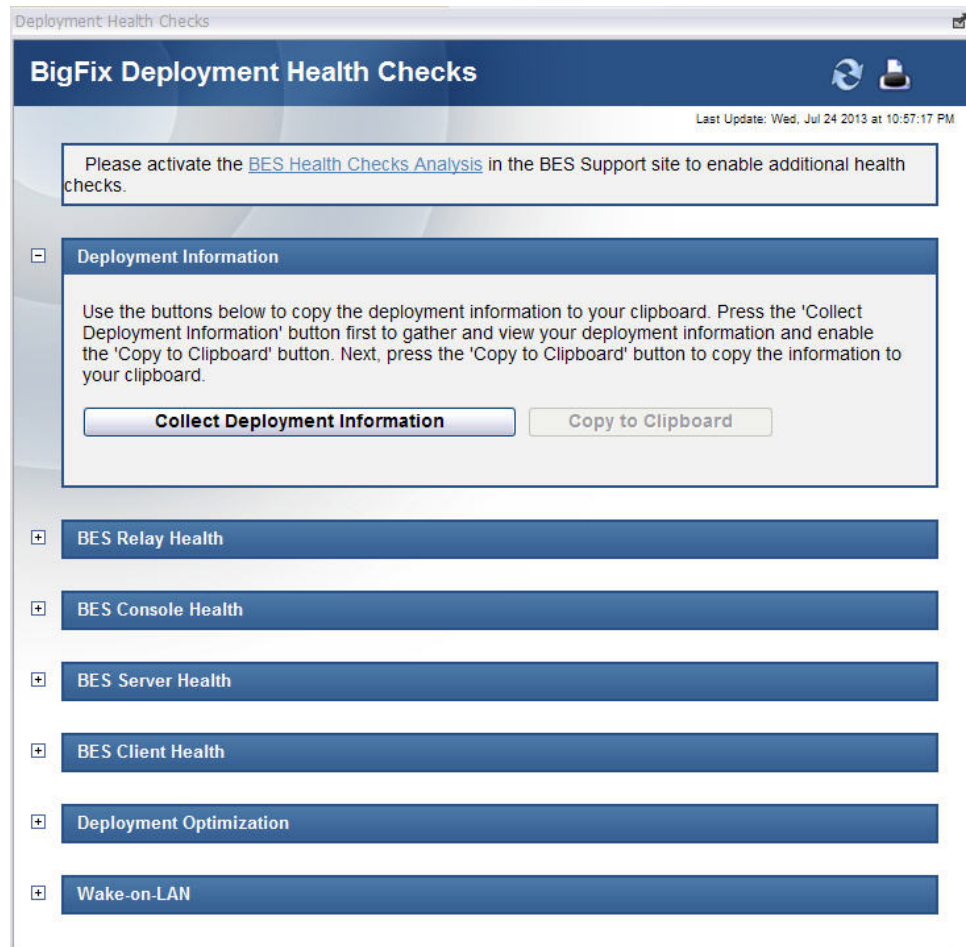 Deployment Health Checks
BigFix Deployment Health Checks
Last Update: Wed, Jul 24 2013 at 10:57:17 PM
Please activate the BES Health Checks Analysis in the BES Support site to enable additional health
checks.
Deployment Information
Use the buttons below to copy the deployment information to your clipboard. Press the 'Collect
Deployment Information' button first to gather and view your deployment information and enable
the 'Copy to Clipboard' button. Next, press the 'Copy to Clipboard' button to copy the information to
your clipboard.
Collect Deployment Information
Copy to Clipboard
BES Relay Health
BES Console Health
BES Server Health
BES Client Health
Deployment Optimization
Wake-on-LAN